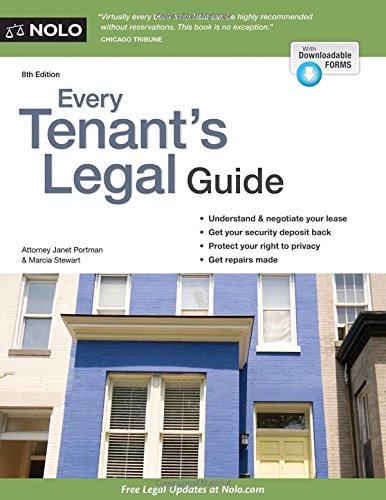 NOLO
"Virtually every
highly recommended
without reservations. This book is no exception."
CHICAGO TRIBUNE
With
Downloadable
FORMS
8th Edition
Every
Tenant's
Legal Guide
• Understand & negotiate your lease
• Get your security deposit back
• Protect your right to privacy
• Get repairs made
Attorney Janet Portman
& Marcia Stewart
Free Legal Updates at Nolo.com